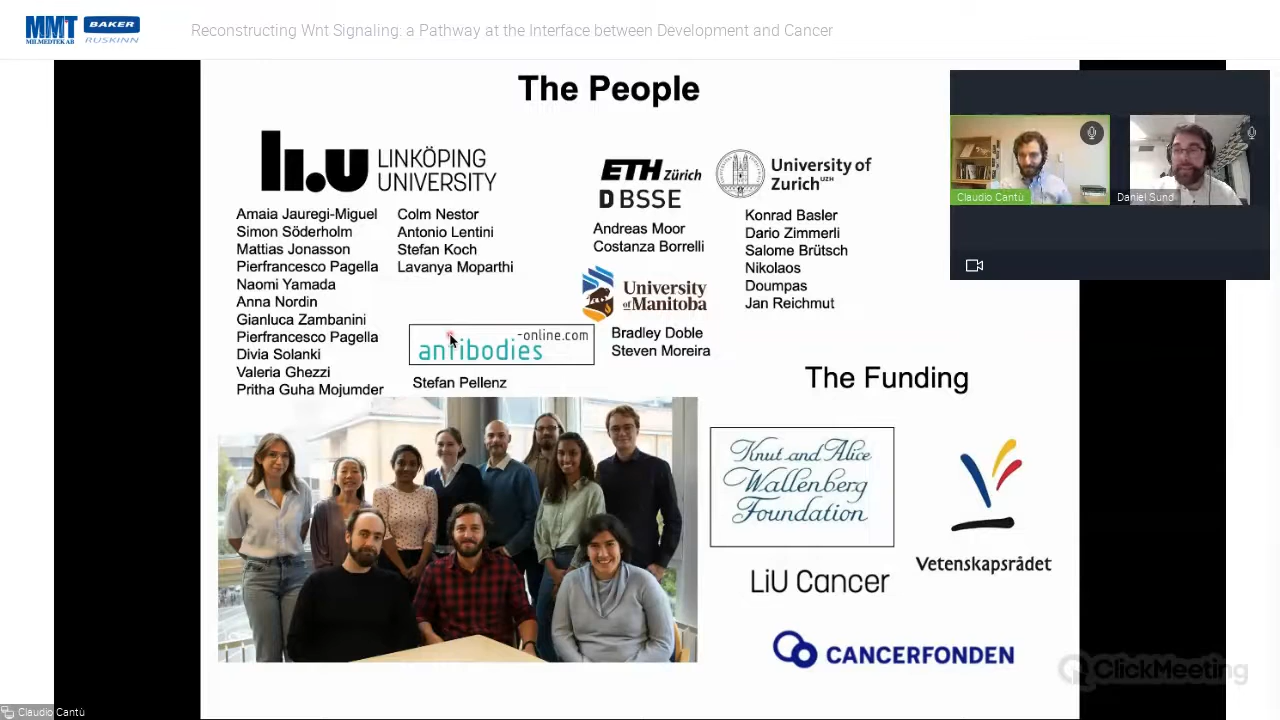 MMT
MILMEDTEK AB
BAKER
RUSKINN
Reconstructing Wnt Signaling: a Pathway at the Interface between Development and Cancer
The People
Claudio Cantù
Daniel Sund
li.u LINKÖPING
UNIVERSITY
Amaia Jauregi-Miguel
Simon Söderholm
Mattias Jonasson
Pierfrancesco Pagella
Naomi Yamada
Anna Nordin
Gianluca Zambanini
Pierfrancesco Pagella
Divia Solanki
Valeria Ghezzi
Pritha Guha Mojumder
Colm Nestor
Antonio Lentini
Stefan Koch
Lavanya Moparthi
antibodies
-online.com
Stefan Pellenz
ETH Zürich
D BSSE
Andreas Moor
Costanza Borrelli
University
of Manitoba
Bradley Doble
Steven Moreira
University of
Zurich UZH
Konrad Basler
Dario Zimmerli
Salome Brütsch
Nikolaos
Doumpas
Jan Reichmut
The Funding
Knut and Alice
Wallenberg
Foundation
Vetenskapsrådet
LiU Cancer
CANCERFONDEN
ClickMeeting
Claudio Cantù